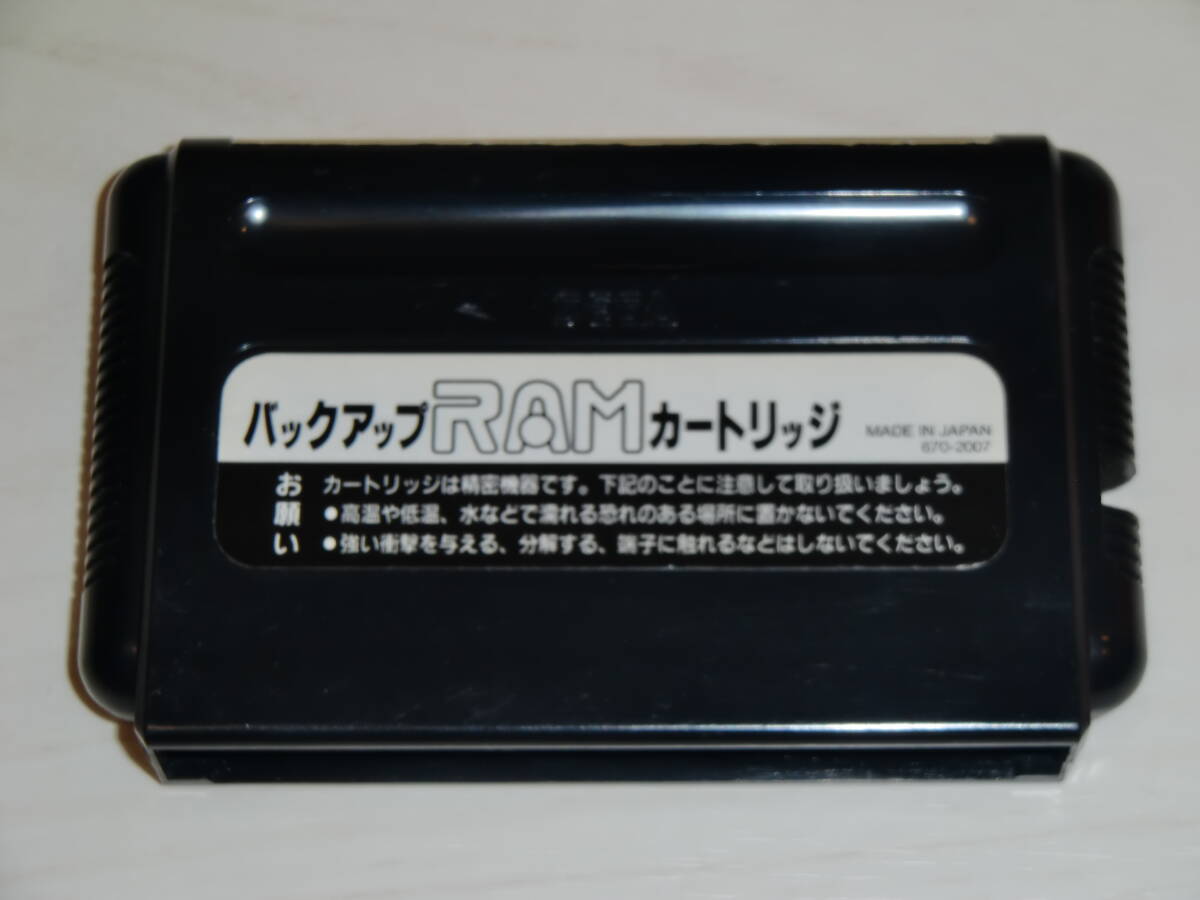 SEGA
バックアップRAMカートリッジ
MADE IN JAPAN
670-2007
お願い
カートリッジは精密機器です。下記のことに注意して取り扱いましょう。
●高温や低温、水などで濡れる恐れのある場所に置かないでください。
●強い衝撃を与える、分解する、端子に触れるなどはしないでください。